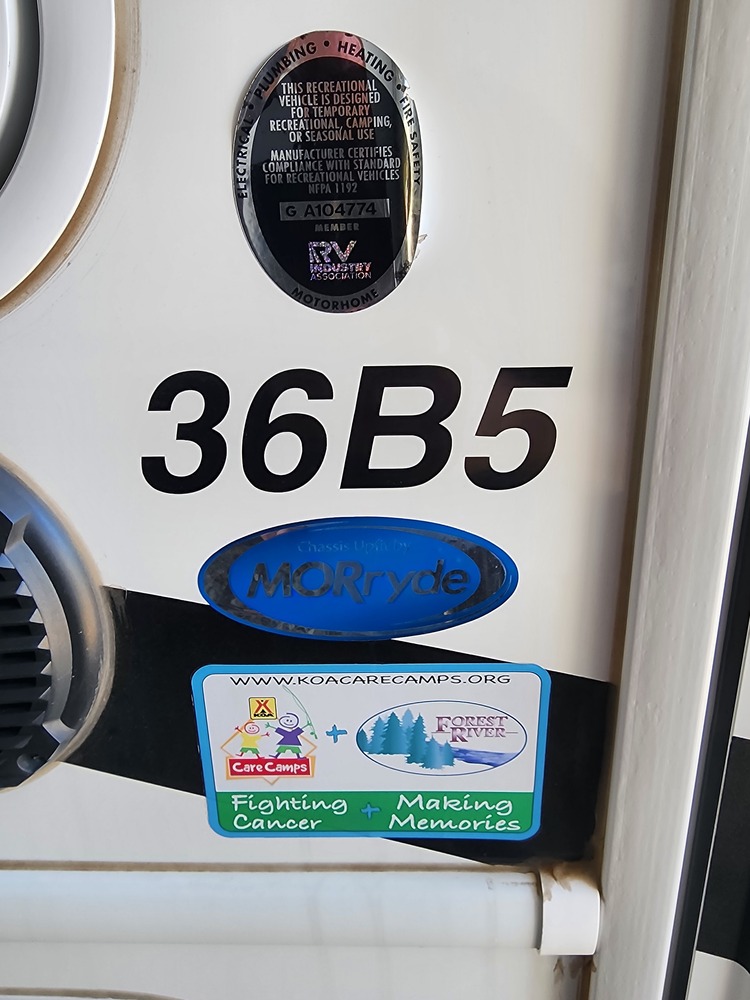 ELECTRICAL • PLUMBING • HEATING • FIRE SAFETY
THIS RECREATIONAL
VEHICLE IS DESIGNED
FOR TEMPORARY
RECREATIONAL, CAMPING,
OR SEASONAL USE
MANUFACTURER CERTIFIES
COMPLIANCE WITH STANDARD
FOR RECREATIONAL VEHICLES
NFPA 1192
G A104774
MEMBER
RV
INDUSTRY
ASSOCIATION
MOTORHOME
36B5
Chassis Upfit by
MORryde
WWW.KOACARECAMPS.ORG
KOA
Care Camps
+
FOREST
RIVER
Fighting + Making
Cancer Memories